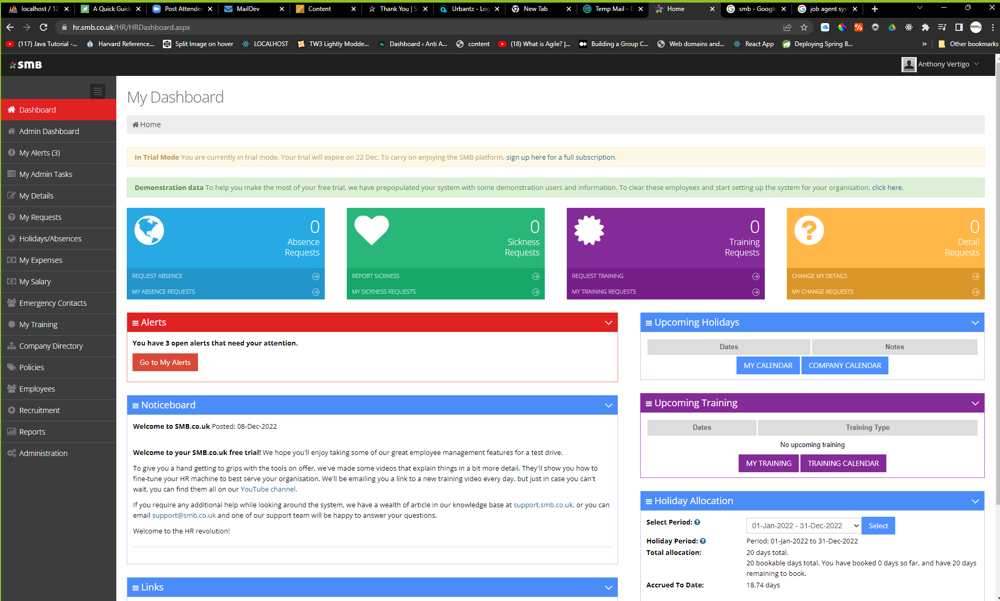 localhost / 12
A Quick Guid
Post Attende
MailDev
Content
Thank You | S
Urbantz - Log
New Tab
Temp Mail - D
Home
smb - Google
job agent sys
hr.smb.co.uk/HR/HRDashboard.aspx
(117) Java Tutorial -...
Harvard Reference...
Split Image on hover
LOCALHOST
TW3 Lightly Modde...
Dashboard ‹ Anti A...
content
(18) What is Agile? |...
Building a Group C...
Web domains and...
React App
Deploying Spring B...
»
Other bookmarks
SMB
Anthony Vertigo
Dashboard
Admin Dashboard
My Alerts (3)
My Admin Tasks
My Details
My Requests
Holidays/Absences
My Expenses
My Salary
Emergency Contacts
My Training
Company Directory
Policies
Employees
Recruitment
Reports
Administration
My Dashboard
Home
In Trial Mode You are currently in trial mode. Your trial will expire on 22 Dec. To carry on enjoying the SMB platform, sign up here for a full subscription.
Demonstration data To help you make the most of your free trial, we have prepopulated your system with some demonstration users and information. To clear these employees and start setting up the system for your organisation, click here.
0
Absence
Requests
REQUEST ABSENCE
MY ABSENCE REQUESTS
0
Sickness
Requests
REPORT SICKNESS
MY SICKNESS REQUESTS
0
Training
Requests
REQUEST TRAINING
MY TRAINING REQUESTS
?
0
Detail
Requests
CHANGE MY DETAILS
MY CHANGE REQUESTS
Alerts
You have 3 open alerts that need your attention.
Go to My Alerts
Noticeboard
Welcome to SMB.co.uk Posted: 08-Dec-2022
Welcome to your SMB.co.uk free trial! We hope you'll enjoy taking some of our great employee management features for a test drive.
To give you a hand getting to grips with the tools on offer, we've made some videos that explain things in a bit more detail. They'll show you how to
fine-tune your HR machine to best serve your organisation. We'll be emailing you a link to a new training video every day, but just in case you can't
wait, you can find them all on our YouTube channel.
If you require any additional help while looking around the system, we have a wealth of article in our knowledge base at support.smb.co.uk, or you can
email support@smb.co.uk and one of our support team will be happy to answer your questions.
Welcome to the HR revolution!
Links
Upcoming Holidays
Dates Notes
MY CALENDAR COMPANY CALENDAR
Upcoming Training
Dates Training Type
No upcoming training
MY TRAINING TRAINING CALENDAR
Holiday Allocation
Select Period: ? 01-Jan-2022 - 31-Dec-2022 Select
Holiday Period: ? Period: 01-Jan-2022 to 31-Dec-2022
Total allocation: 20 days total.
20 bookable days total. You have booked 0 days so far, and have 20 days
remaining to book.
Accrued To Date: 18.74 days